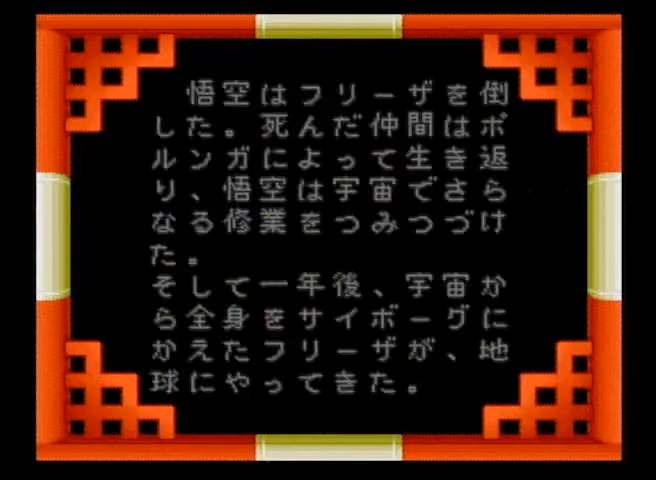 悟空はフリーザを倒
した。死んだ仲間はポ
ルンガによって生き返
り、悟空は宇宙でさら
なる修業をつみつづけ
た。
そして一年後、宇宙か
ら全身をサイボーグに
かえたフリーザが、地
球にやってきた。